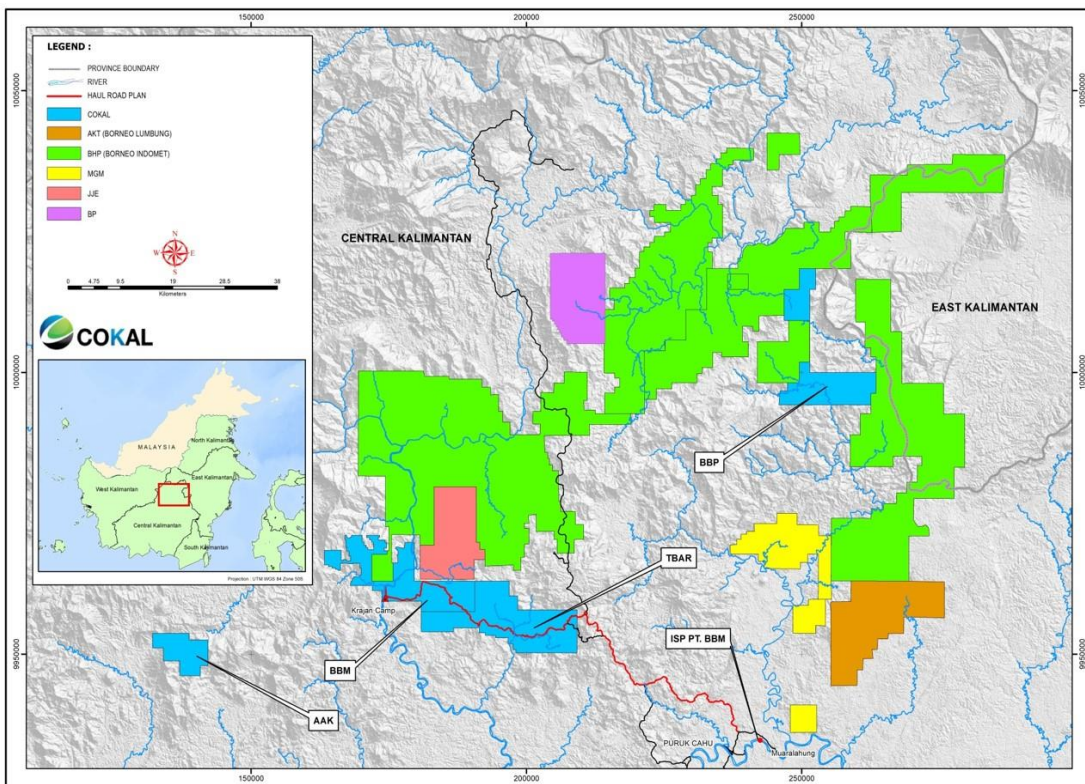 150000 200000 250000
LEGEND :
PROVINCE BOUNDARY
RIVER
HAUL ROAD PLAN
COKAL
AKT (BORNEO LUMBUNG)
BHP (BORNEO INDOMET)
MGM
JJE
BP
N
W E
S
0 4.75 9.5 19 28.5 38
Kilometers
COKAL
MALAYSIA
North Kalimantan
West Kalimantan
East Kalimantan
Central Kalimantan
South Kalimantan
Projection : UTM WGS 84 Zone 50S
10050000
10050000
CENTRAL KALIMANTAN
EAST KALIMANTAN
10000000
10000000
BBP
TBAR
Krajan Camp
ISP PT. BBM
BBM
9950000
9950000
AAK
PURUK CAHU
Muaralahung
150000 200000 250000